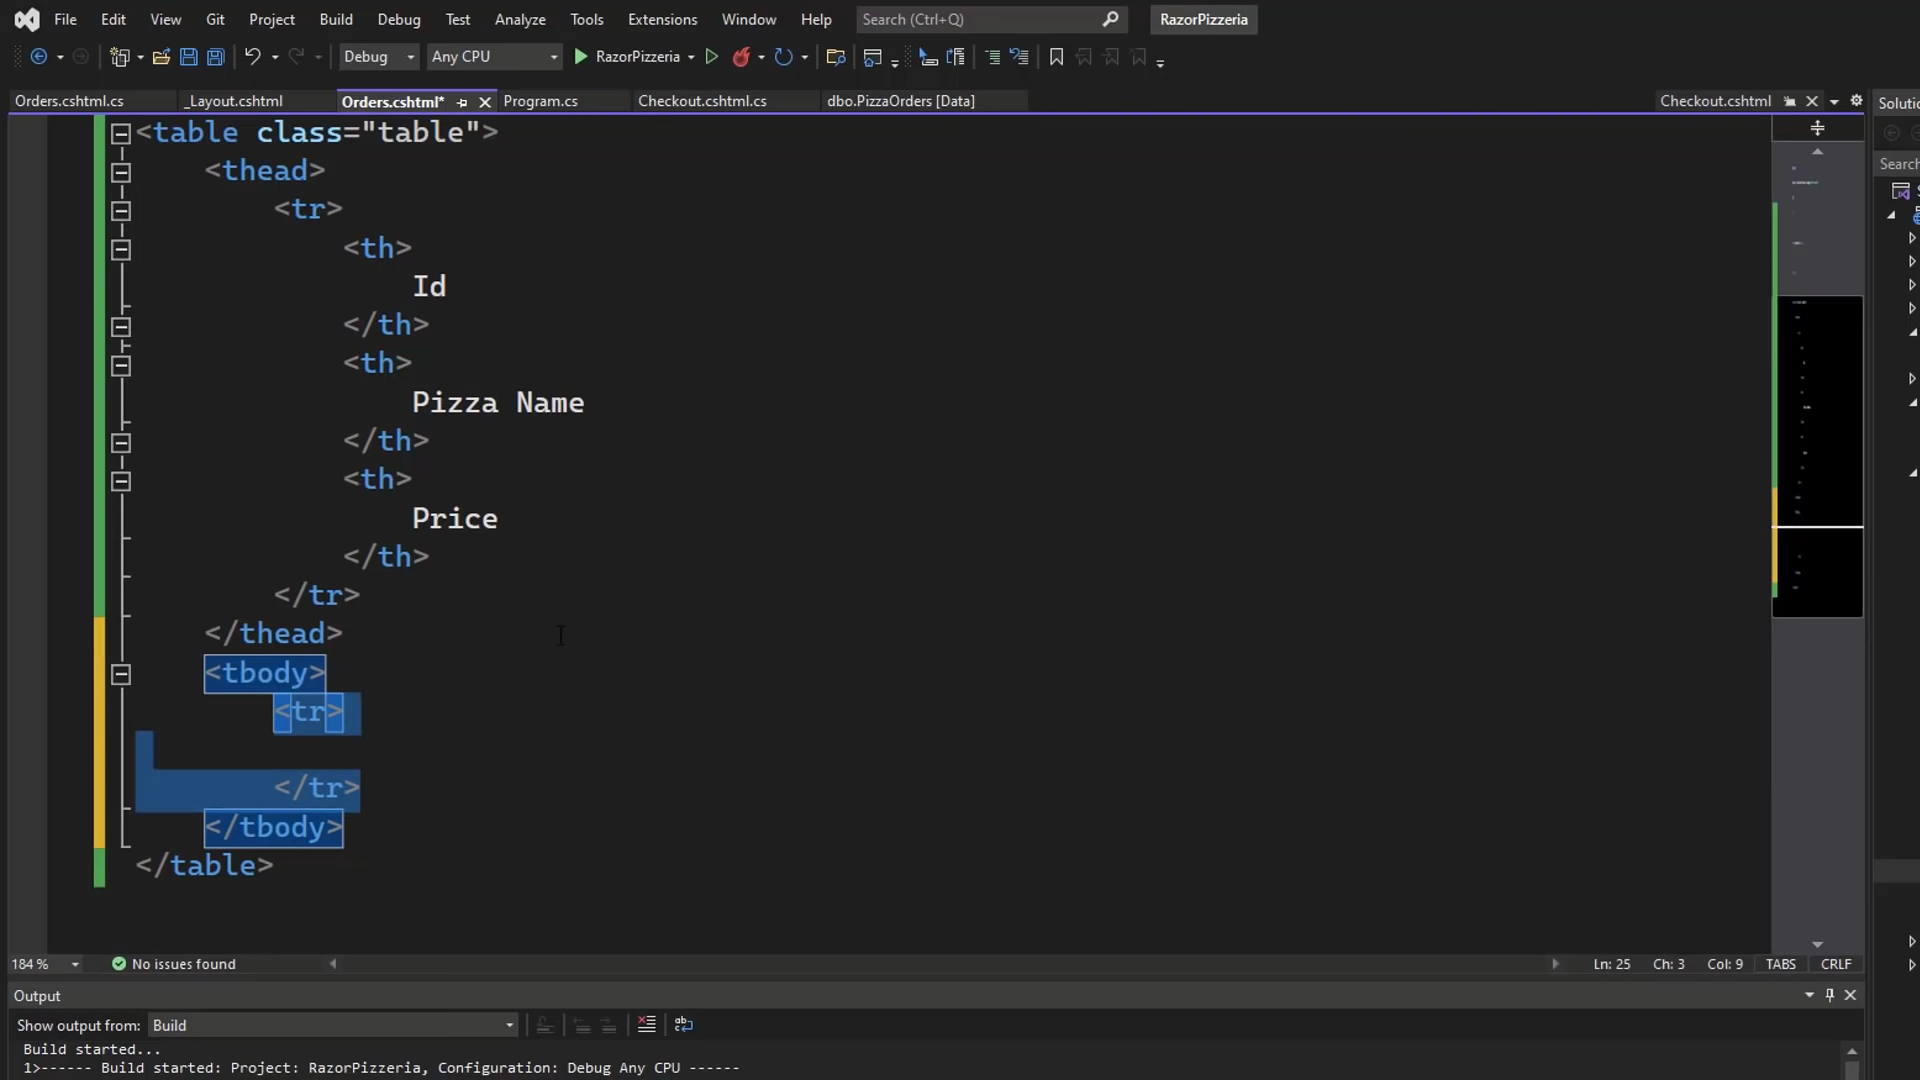 File Edit View Git Project Build Debug Test Analyze Tools Extensions Window Help Search (Ctrl+Q) RazorPizzeria
Debug Any CPU RazorPizzeria
Orders.cshtml.cs _Layout.cshtml Orders.cshtml* Program.cs Checkout.cshtml.cs dbo.PizzaOrders [Data] Checkout.cshtml
<table class="table">
<thead>
<tr>
<th>
Id
</th>
<th>
Pizza Name
</th>
<th>
Price
</th>
</tr>
</thead>
<tbody>
<tr>
</tr>
</tbody>
</table>
184 % No issues found Ln: 25 Ch: 3 Col: 9 TABS CRLF
Output
Show output from: Build
Build started...
1>------ Build started: Project: RazorPizzeria, Configuration: Debug Any CPU ------
Search